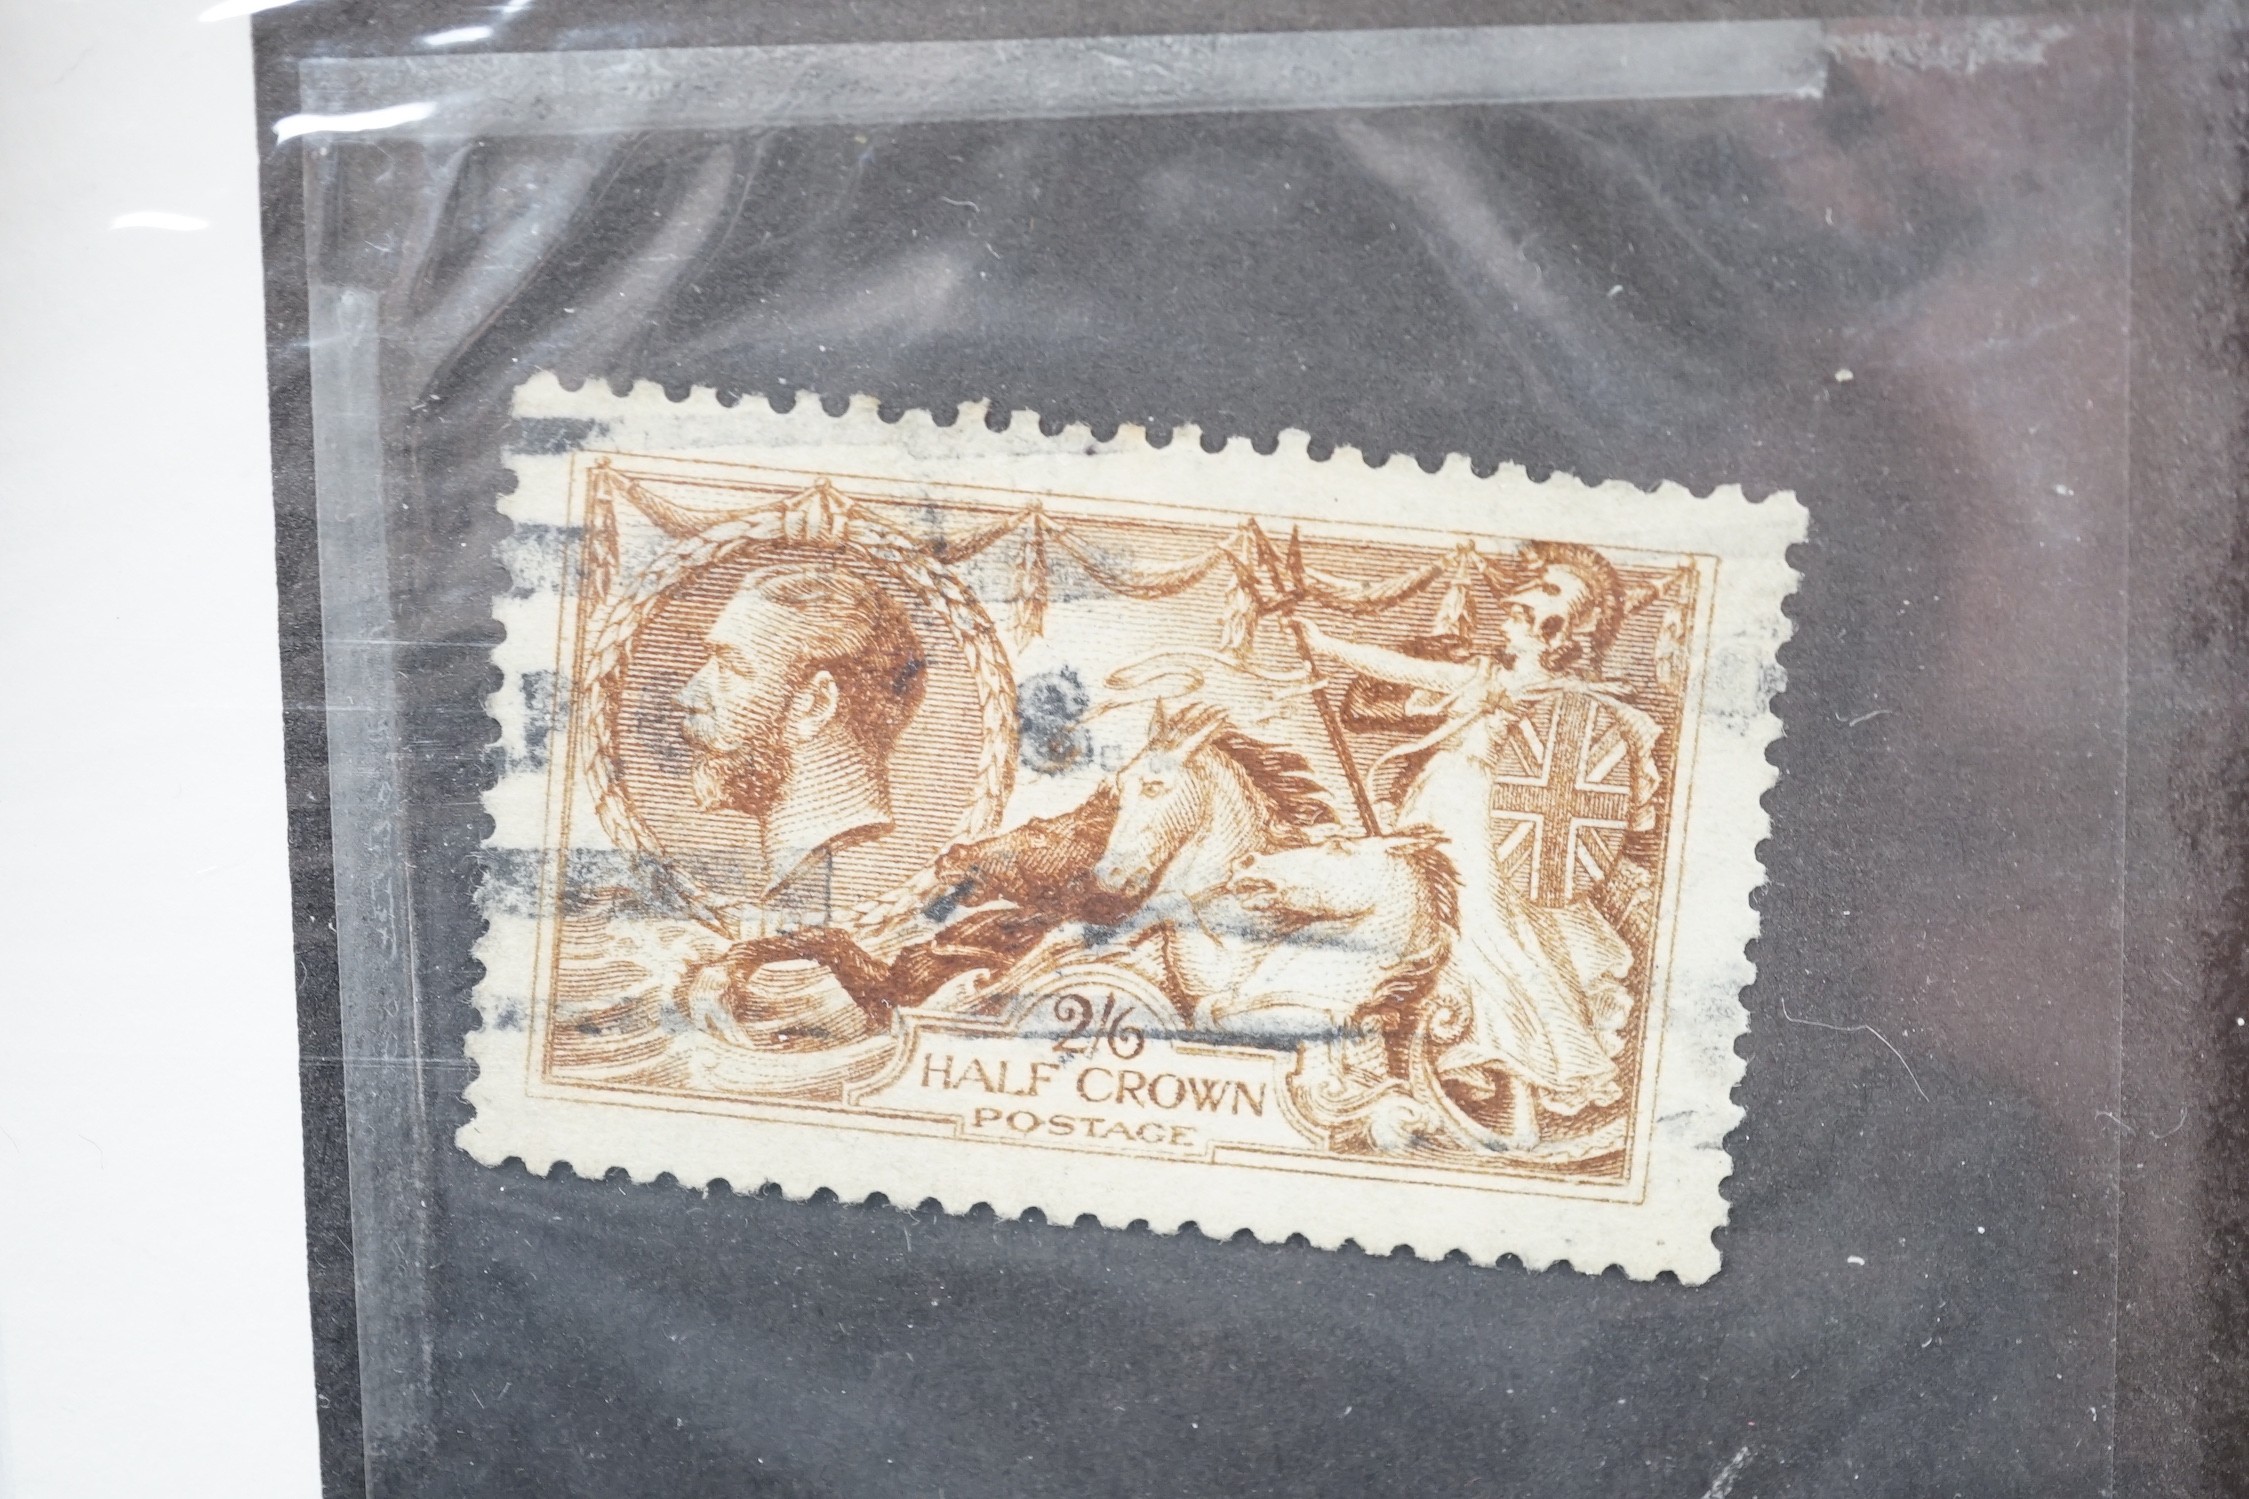 2/6
HALF CROWN
POSTAGE